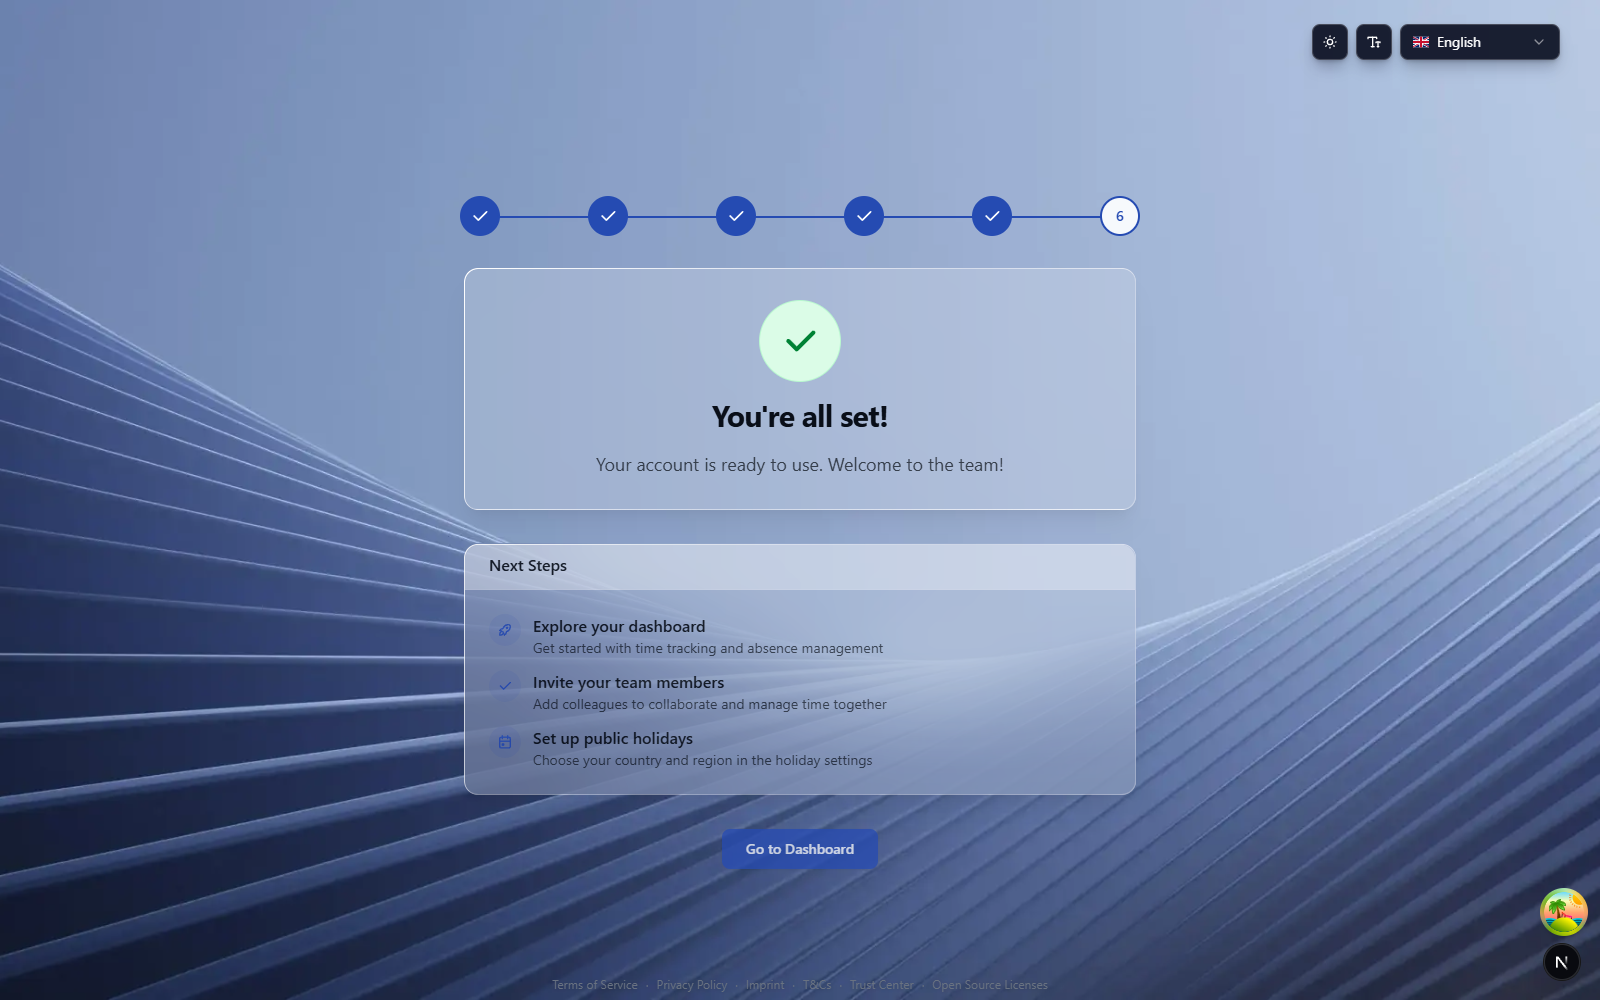 English
6
You're all set!
Your account is ready to use. Welcome to the team!
Next Steps
Explore your dashboard
Get started with time tracking and absence management
Invite your team members
Add colleagues to collaborate and manage time together
Set up public holidays
Choose your country and region in the holiday settings
Go to Dashboard
N
Terms of Service · Privacy Policy · Imprint · T&Cs · Trust Center · Open Source Licenses